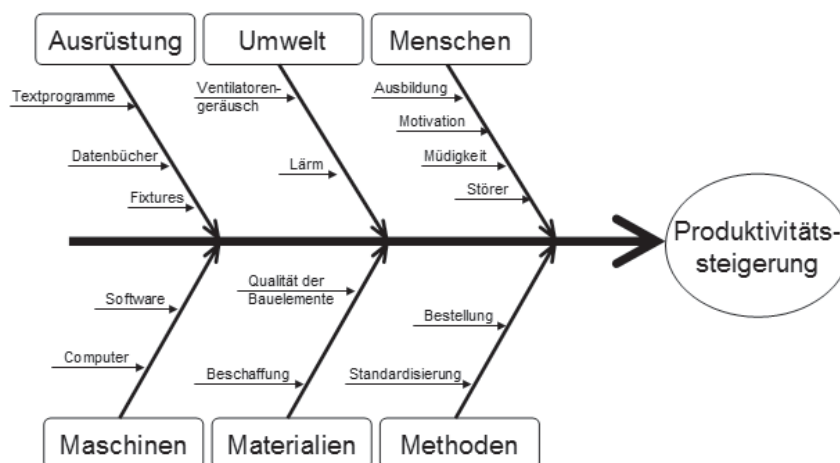 Ausrüstung
Umwelt
Menschen
Textprogramme
Datenbücher
Fixtures
Ventilatoren-
geräusch
Lärm
Ausbildung
Motivation
Müdigkeit
Störer
Produktivitäts-
steigerung
Software
Computer
Qualität der
Bauelemente
Beschaffung
Bestellung
Standardisierung
Maschinen
Materialien
Methoden